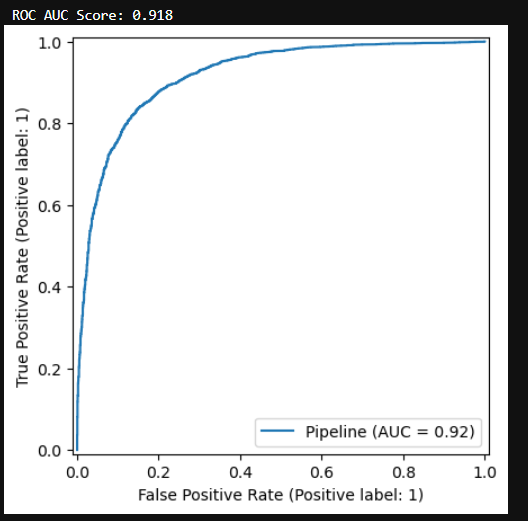 ROC AUC Score: 0.918
1.0
0.8
0.6
0.4
0.2
0.0
True Positive Rate (Positive label: 1)
Pipeline (AUC = 0.92)
0.0 0.2 0.4 0.6 0.8 1.0
False Positive Rate (Positive label: 1)